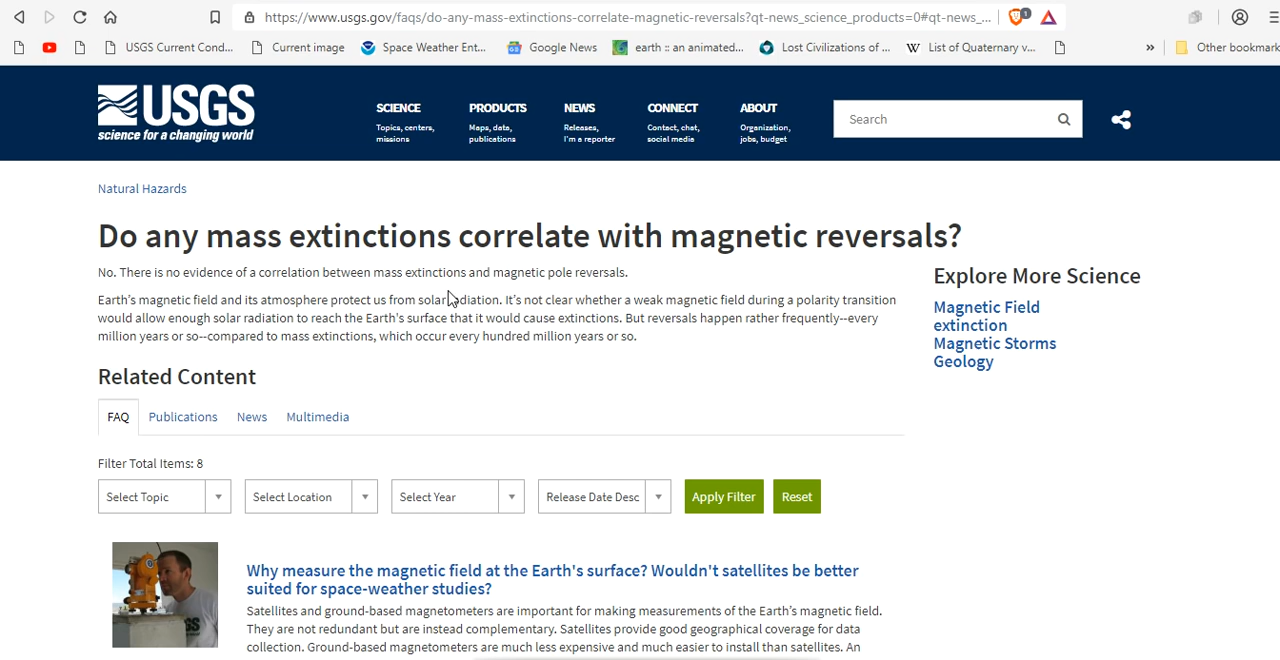 https://www.usgs.gov/faqs/do-any-mass-extinctions-correlate-magnetic-reversals?qt-news_science_products=0#qt-news_...
1
USGS Current Cond... Current image Space Weather Ent... Google News earth :: an animated... Lost Civilizations of ... W List of Quaternary v... » Other bookmark
USGS
science for a changing world
SCIENCE
Topics, centers,
missions
PRODUCTS
Maps, data,
publications
NEWS
Releases,
I'm a reporter
CONNECT
Contact, chat,
social media
ABOUT
Organization,
jobs, budget
Search
Natural Hazards
Do any mass extinctions correlate with magnetic reversals?
No. There is no evidence of a correlation between mass extinctions and magnetic pole reversals.
Earth's magnetic field and its atmosphere protect us from solar radiation. It's not clear whether a weak magnetic field during a polarity transition
would allow enough solar radiation to reach the Earth's surface that it would cause extinctions. But reversals happen rather frequently--every
million years or so--compared to mass extinctions, which occur every hundred million years or so.
Explore More Science
Magnetic Field
extinction
Magnetic Storms
Geology
Related Content
FAQ Publications News Multimedia
Filter Total Items: 8
Select Topic Select Location Select Year Release Date Desc Apply Filter Reset
GS
Why measure the magnetic field at the Earth's surface? Wouldn't satellites be better
suited for space-weather studies?
Satellites and ground-based magnetometers are important for making measurements of the Earth's magnetic field.
They are not redundant but are instead complementary. Satellites provide good geographical coverage for data
collection. Ground-based magnetometers are much less expensive and much easier to install than satellites. An